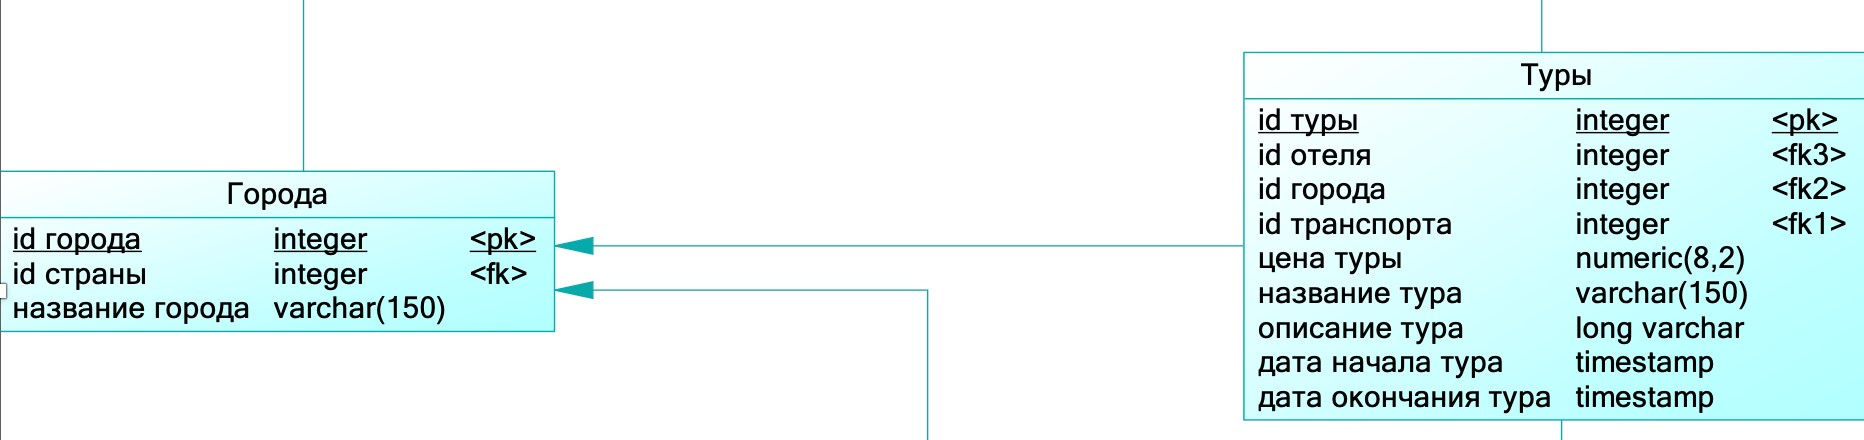 Города
id города integer <pk>
id страны integer <fk>
название города varchar(150)
Туры
id туры integer <pk>
id отеля integer <fk3>
id города integer <fk2>
id транспорта integer <fk1>
цена туры numeric(8,2)
название тура varchar(150)
описание тура long varchar
дата начала тура timestamp
дата окончания тура timestamp